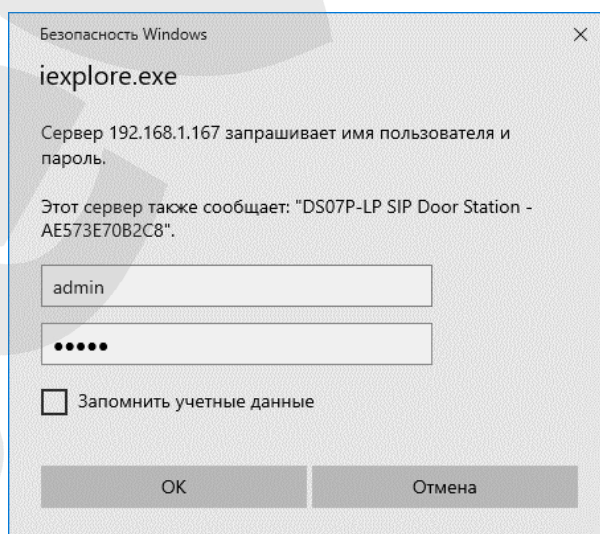 Безопасность Windows
iexplore.exe
Сервер 192.168.1.167 запрашивает имя пользователя и
пароль.
Этот сервер также сообщает: "DS07P-LP SIP Door Station -
AE573E70B2C8".
admin
●●●●●
Запомнить учетные данные
ОК
Отмена